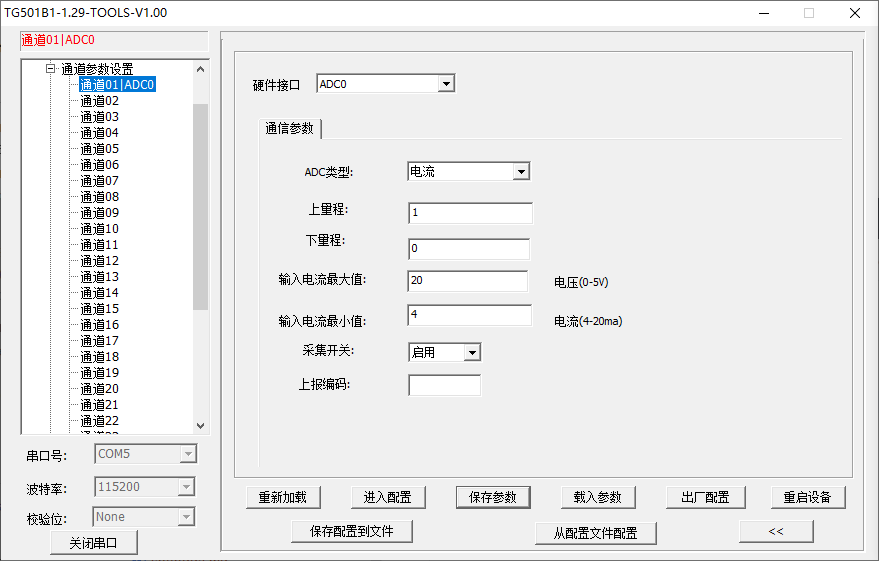 TG501B1-1.29-TOOLS-V1.00
通道01|ADC0
通道参数设置
通道01|ADC0
通道02
通道03
通道04
通道05
通道06
通道07
通道08
通道09
通道10
通道11
通道12
通道13
通道14
通道15
通道16
通道17
通道18
通道19
通道20
通道21
通道22
串口号: COM5
波特率: 115200
校验位: None
关闭串口
硬件接口 ADC0
通信参数
ADC类型: 电流
上量程: 1
下量程: 0
输入电流最大值: 20 电压(0-5V)
输入电流最小值: 4 电流(4-20ma)
采集开关: 启用
上报编码:
重新加载 进入配置 保存参数 载入参数 出厂配置 重启设备
保存配置到文件 从配置文件配置 <<